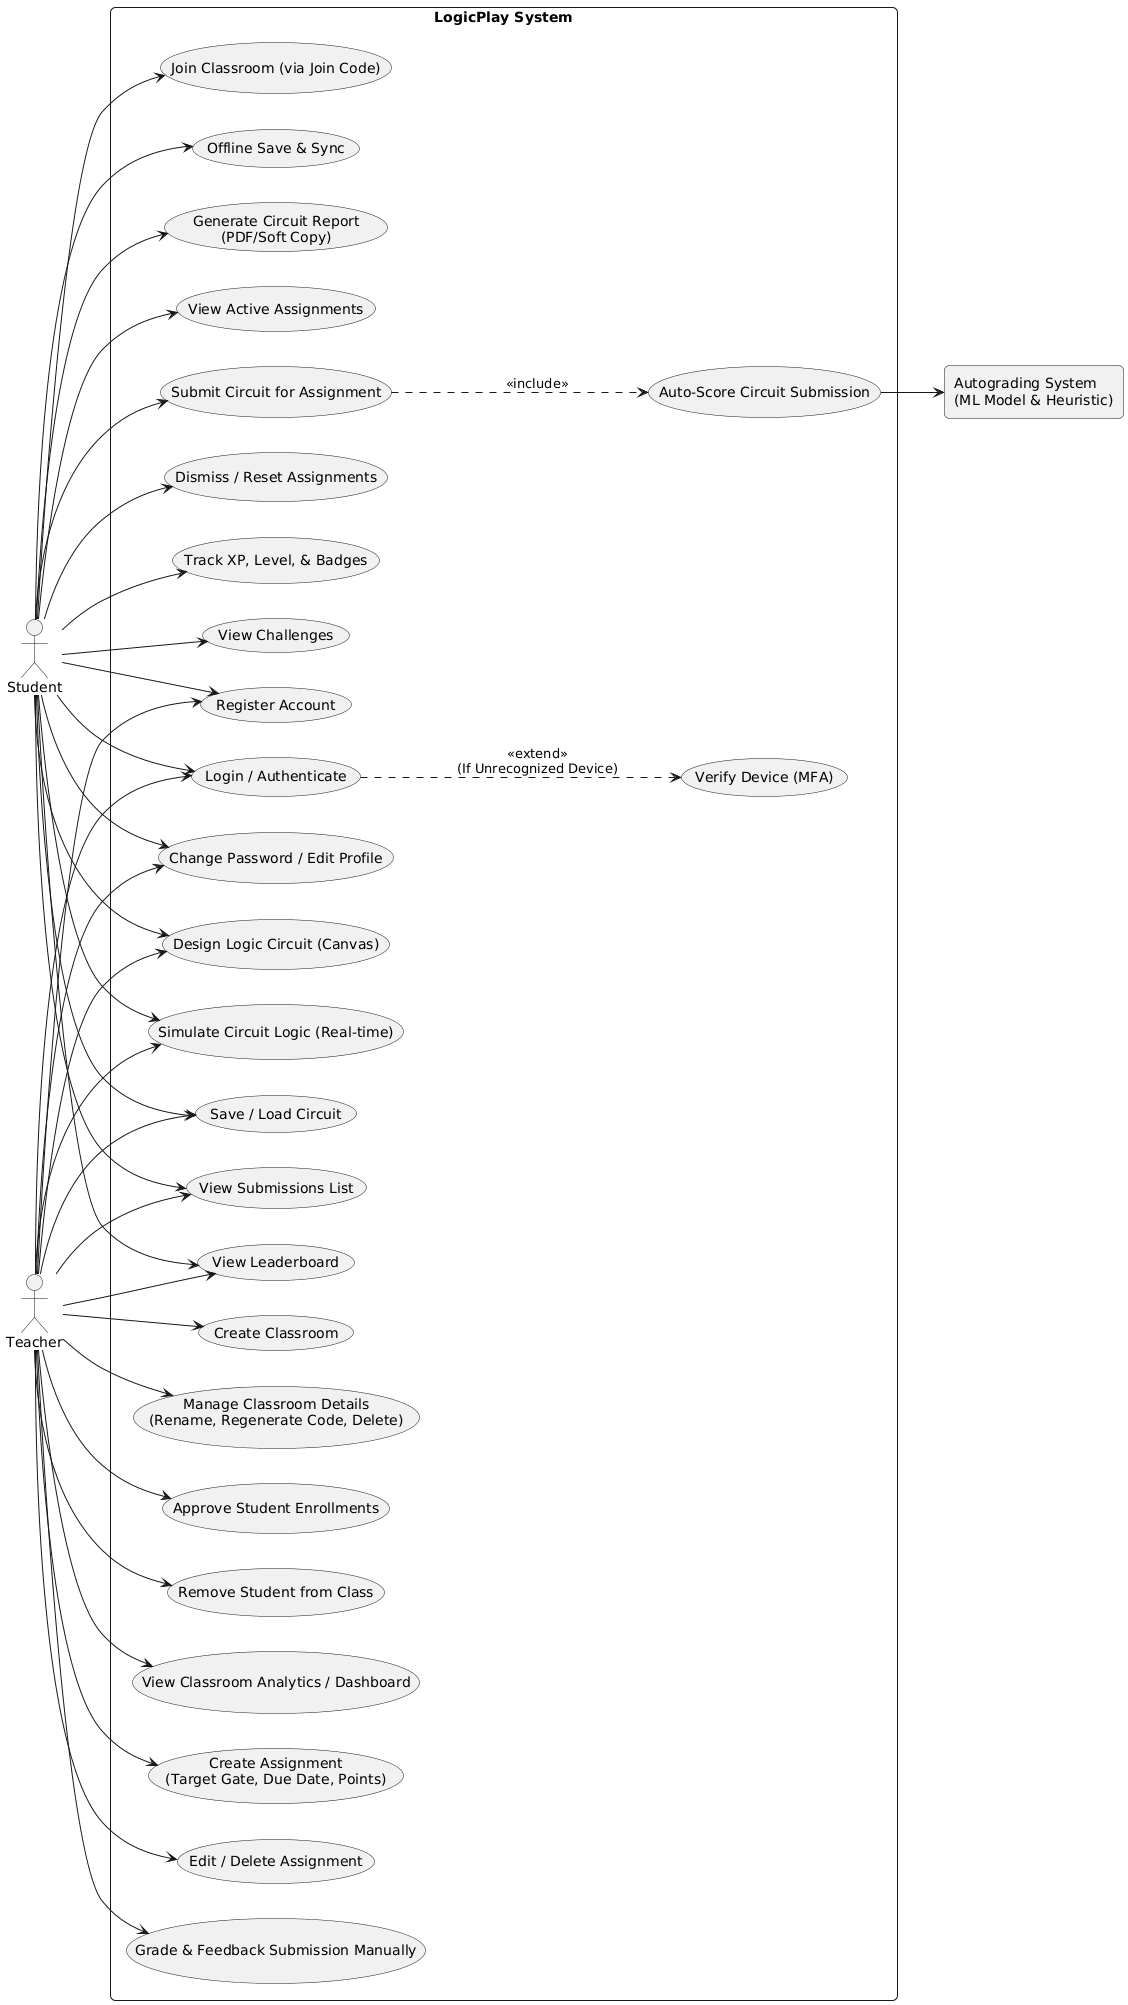 LogicPlay System
Join Classroom (via Join Code)
Offline Save & Sync
Generate Circuit Report
(PDF/Soft Copy)
View Active Assignments
Submit Circuit for Assignment
«include»
Auto-Score Circuit Submission
Autograding System
(ML Model & Heuristic)
Dismiss / Reset Assignments
Track XP, Level, & Badges
View Challenges
Student
Register Account
Login / Authenticate
«extend»
(If Unrecognized Device)
Verify Device (MFA)
Change Password / Edit Profile
Design Logic Circuit (Canvas)
Simulate Circuit Logic (Real-time)
Save / Load Circuit
View Submissions List
View Leaderboard
Create Classroom
Teacher
Manage Classroom Details
(Rename, Regenerate Code, Delete)
Approve Student Enrollments
Remove Student from Class
View Classroom Analytics / Dashboard
Create Assignment
(Target Gate, Due Date, Points)
Edit / Delete Assignment
Grade & Feedback Submission Manually